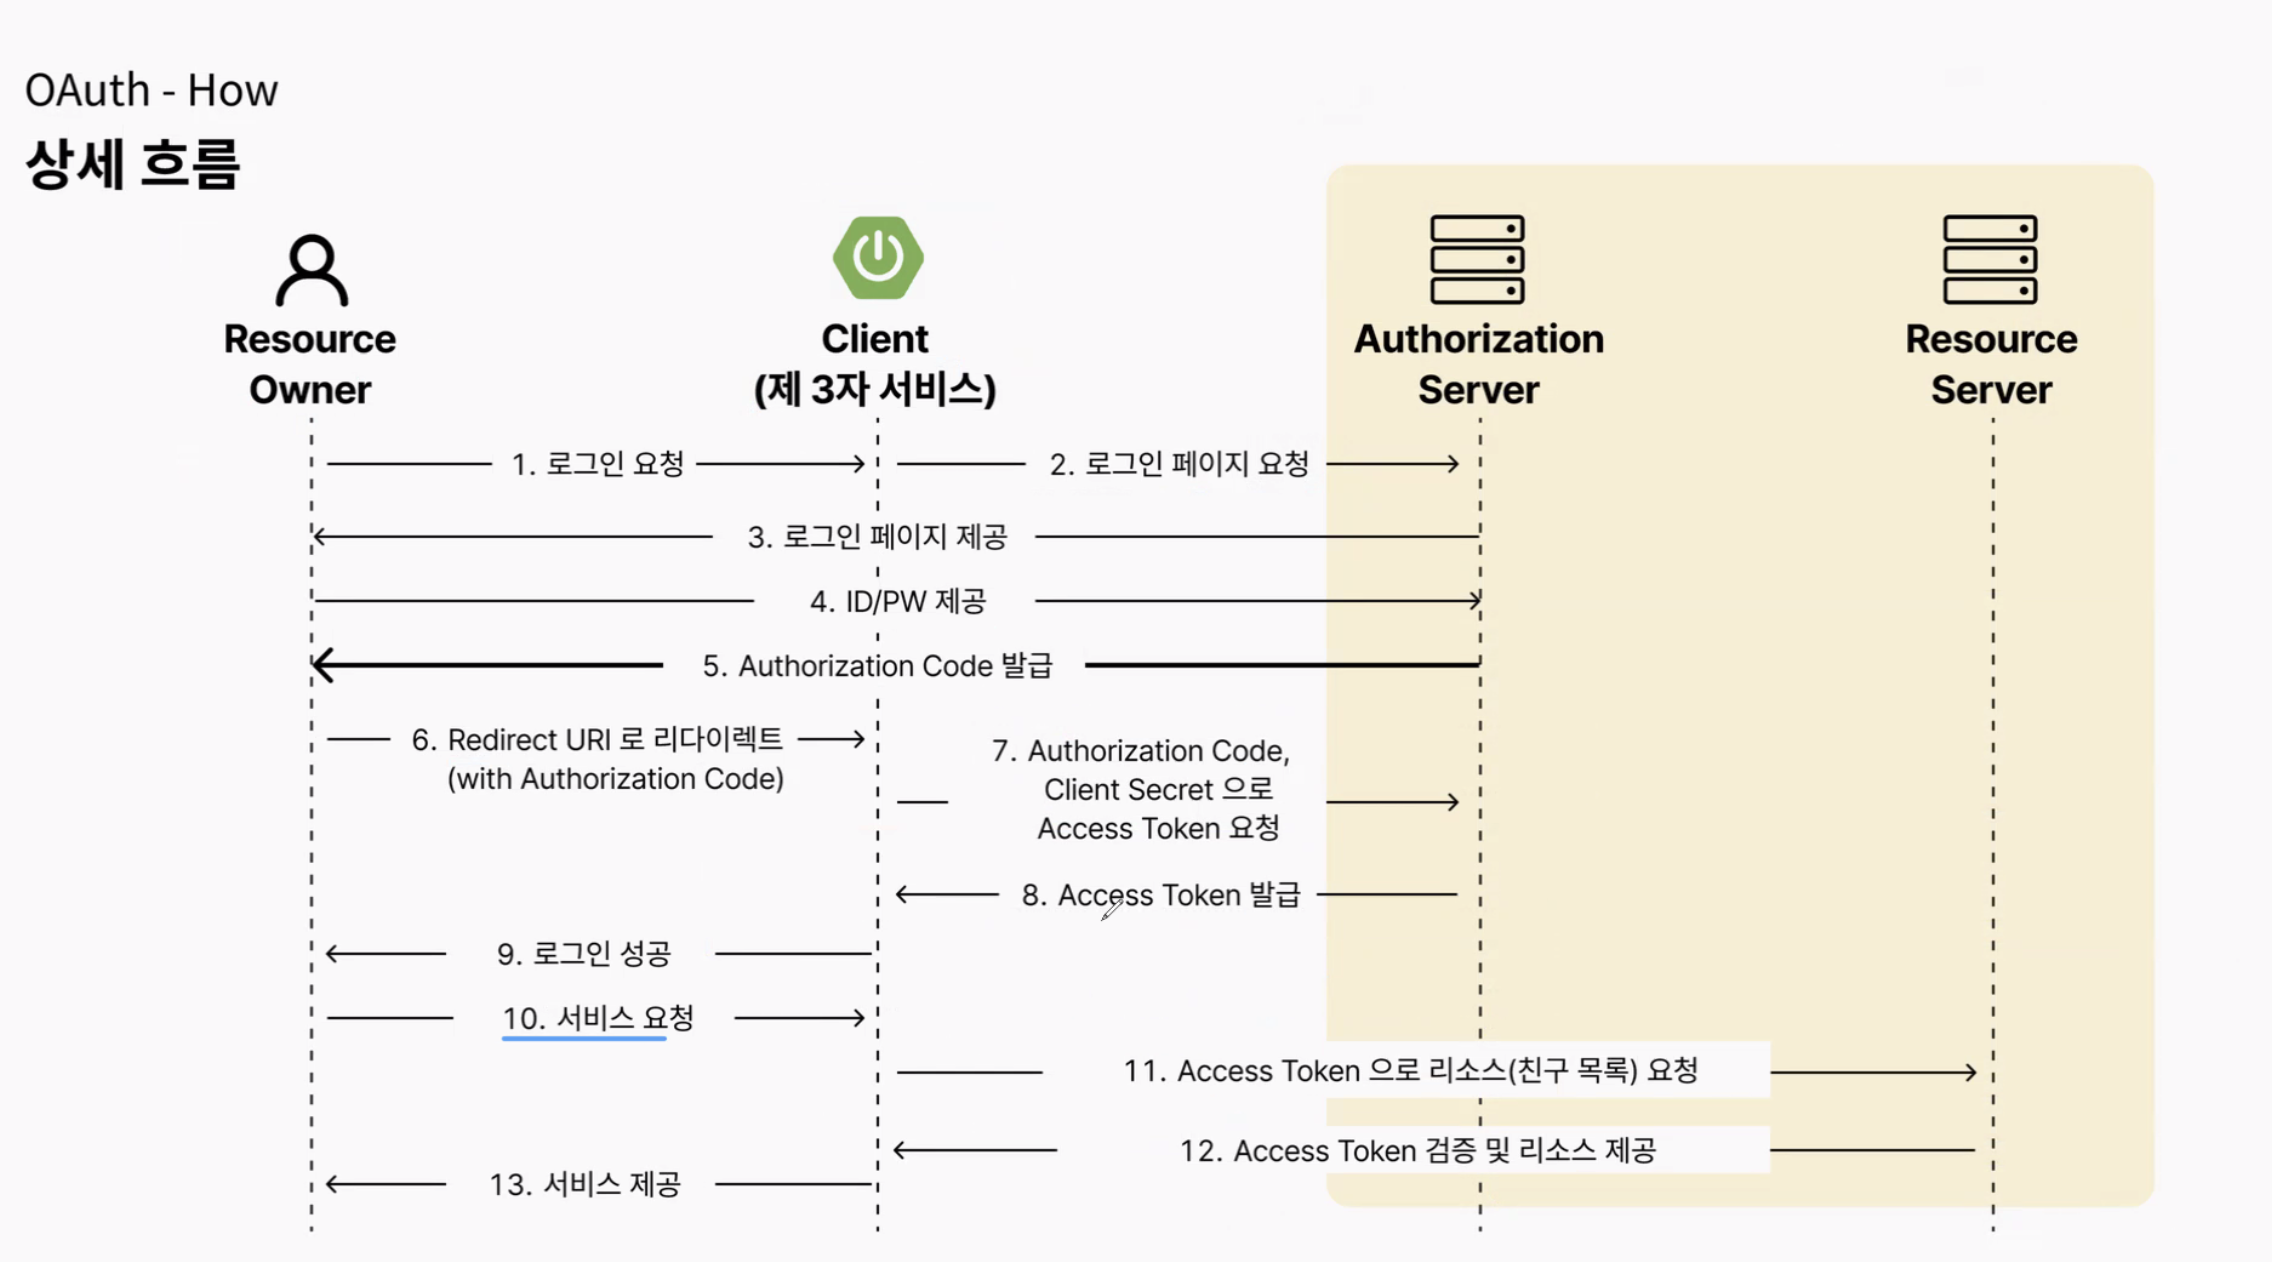 OAuth - How
상세 흐름
Resource
Owner
Client
(제 3자 서비스)
Authorization
Server
Resource
Server
1. 로그인 요청
2. 로그인 페이지 요청
3. 로그인 페이지 제공
4. ID/PW 제공
5. Authorization Code 발급
6. Redirect URI 로 리다이렉트
(with Authorization Code)
7. Authorization Code,
Client Secret 으로
Access Token 요청
8. Access Token 발급
9. 로그인 성공
10. 서비스 요청
11. Access Token 으로 리소스(친구 목록) 요청
12. Access Token 검증 및 리소스 제공
13. 서비스 제공